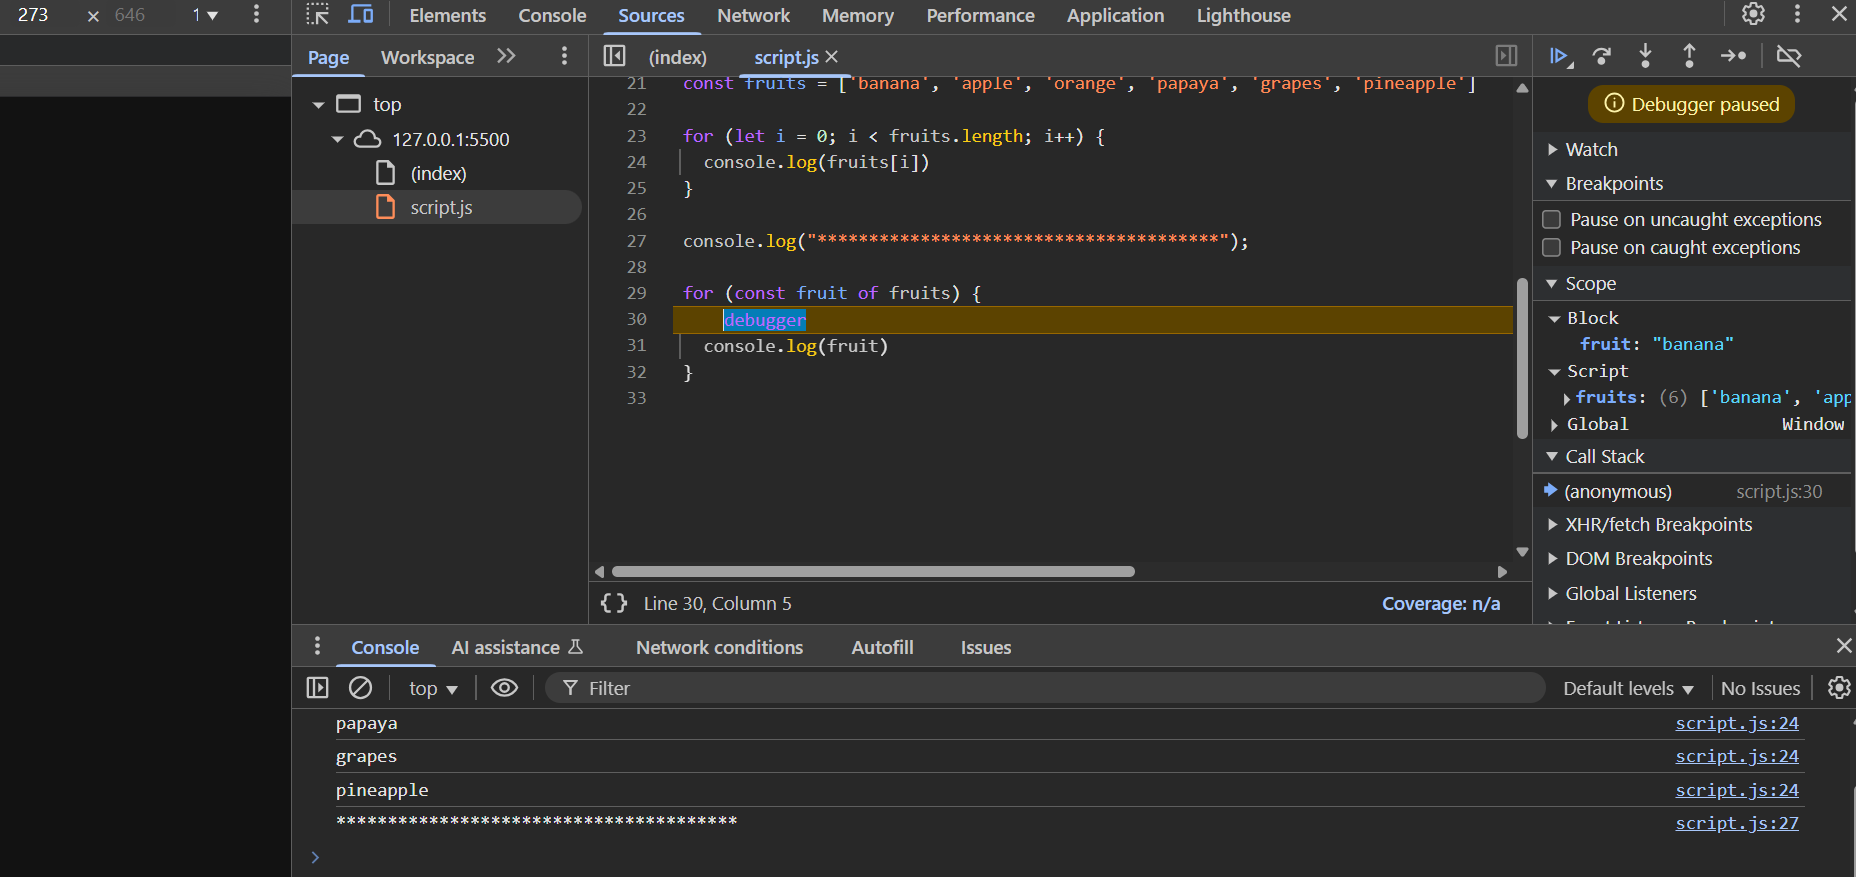 273 × 646 1
Elements Console Sources Network Memory Performance Application Lighthouse
Page Workspace
(index) script.js
top
127.0.0.1:5500
(index)
script.js
21 const fruits = ['banana', 'apple', 'orange', 'papaya', 'grapes', 'pineapple']
22
23 for (let i = 0; i < fruits.length; i++) {
24 console.log(fruits[i])
25 }
26
27 console.log("***************************************");
28
29 for (const fruit of fruits) {
30 debugger
31 console.log(fruit)
32 }
33
{} Line 30, Column 5 Coverage: n/a
Debugger paused
Watch
Breakpoints
Pause on uncaught exceptions
Pause on caught exceptions
Scope
Block
fruit: "banana"
Script
fruits: (6) ['banana', 'app
Global Window
Call Stack
(anonymous) script.js:30
XHR/fetch Breakpoints
DOM Breakpoints
Global Listeners
Console AI assistance Network conditions Autofill Issues
top Filter Default levels No Issues
papaya script.js:24
grapes script.js:24
pineapple script.js:24
*************************************** script.js:27